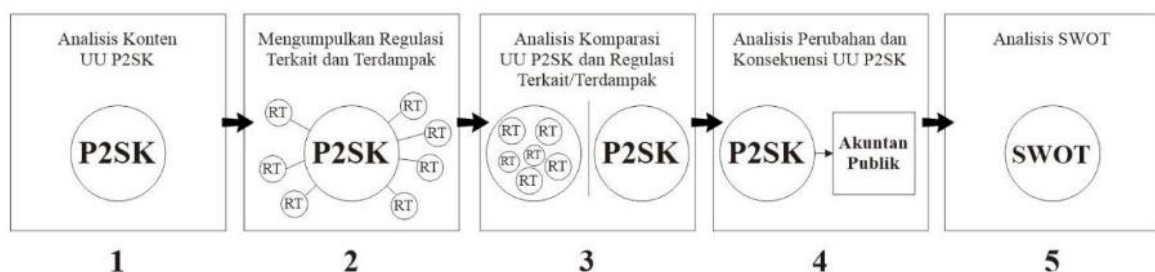 Analisis Konten
UU P2SK
P2SK
1
Mengumpulkan Regulasi
Terkait dan Terdampak
RT
RT
RT
P2SK
RT
RT
RT
RT
2
Analisis Komparasi
UU P2SK dan Regulasi
Terkait/Terdampak
RT
RT
RT
RT
RT
RT
P2SK
3
Analisis Perubahan dan
Konsekuensi UU P2SK
P2SK
Akuntan
Publik
4
Analisis SWOT
SWOT
5